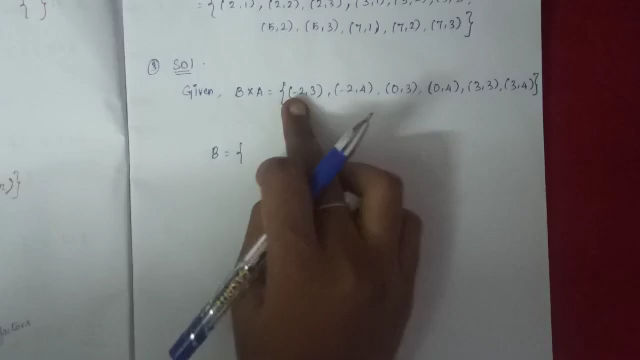 = {(2,1), (2,2), (2,3), (3,1),
(5,2), (5,3), (7,1), (7,2), (7,3)}
③ Sol
Given, B×A = {(-2,3), (-2,4), (0,3), (0,4), (3,3), (3,4)}
B = {